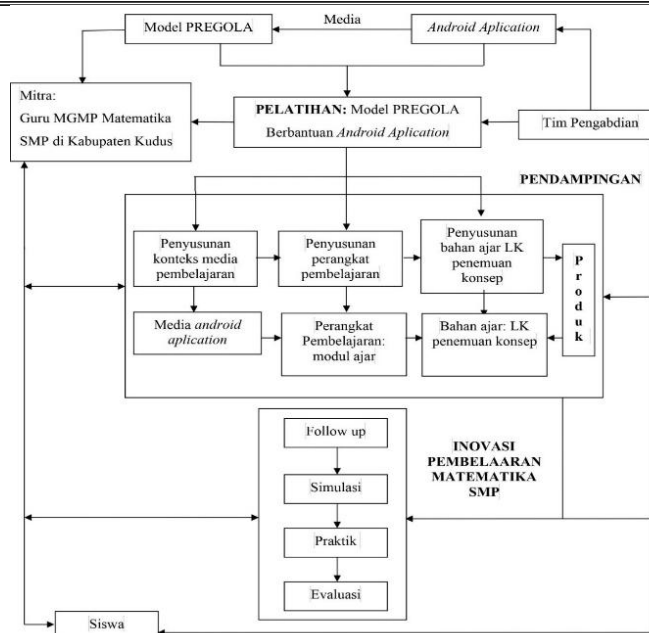 Model PREGOLA
Media
Android Aplication
Mitra:
Guru MGMP Matematika
SMP di Kabupaten Kudus
PELATIHAN: Model PREGOLA
Berbantuan Android Aplication
Tim Pengabdian
PENDAMPINGAN
Penyusunan
konteks media
pembelajaran
Penyusunan
perangkat
pembelajaran
Penyusunan
bahan ajar LK
penemuan
konsep
Produk
Media android
aplication
Perangkat
Pembelajaran:
modul ajar
Bahan ajar: LK
penemuan konsep
Follow up
Simulasi
Praktik
Evaluasi
INOVASI
PEMBELAARAN
MATEMATIKA
SMP
Siswa